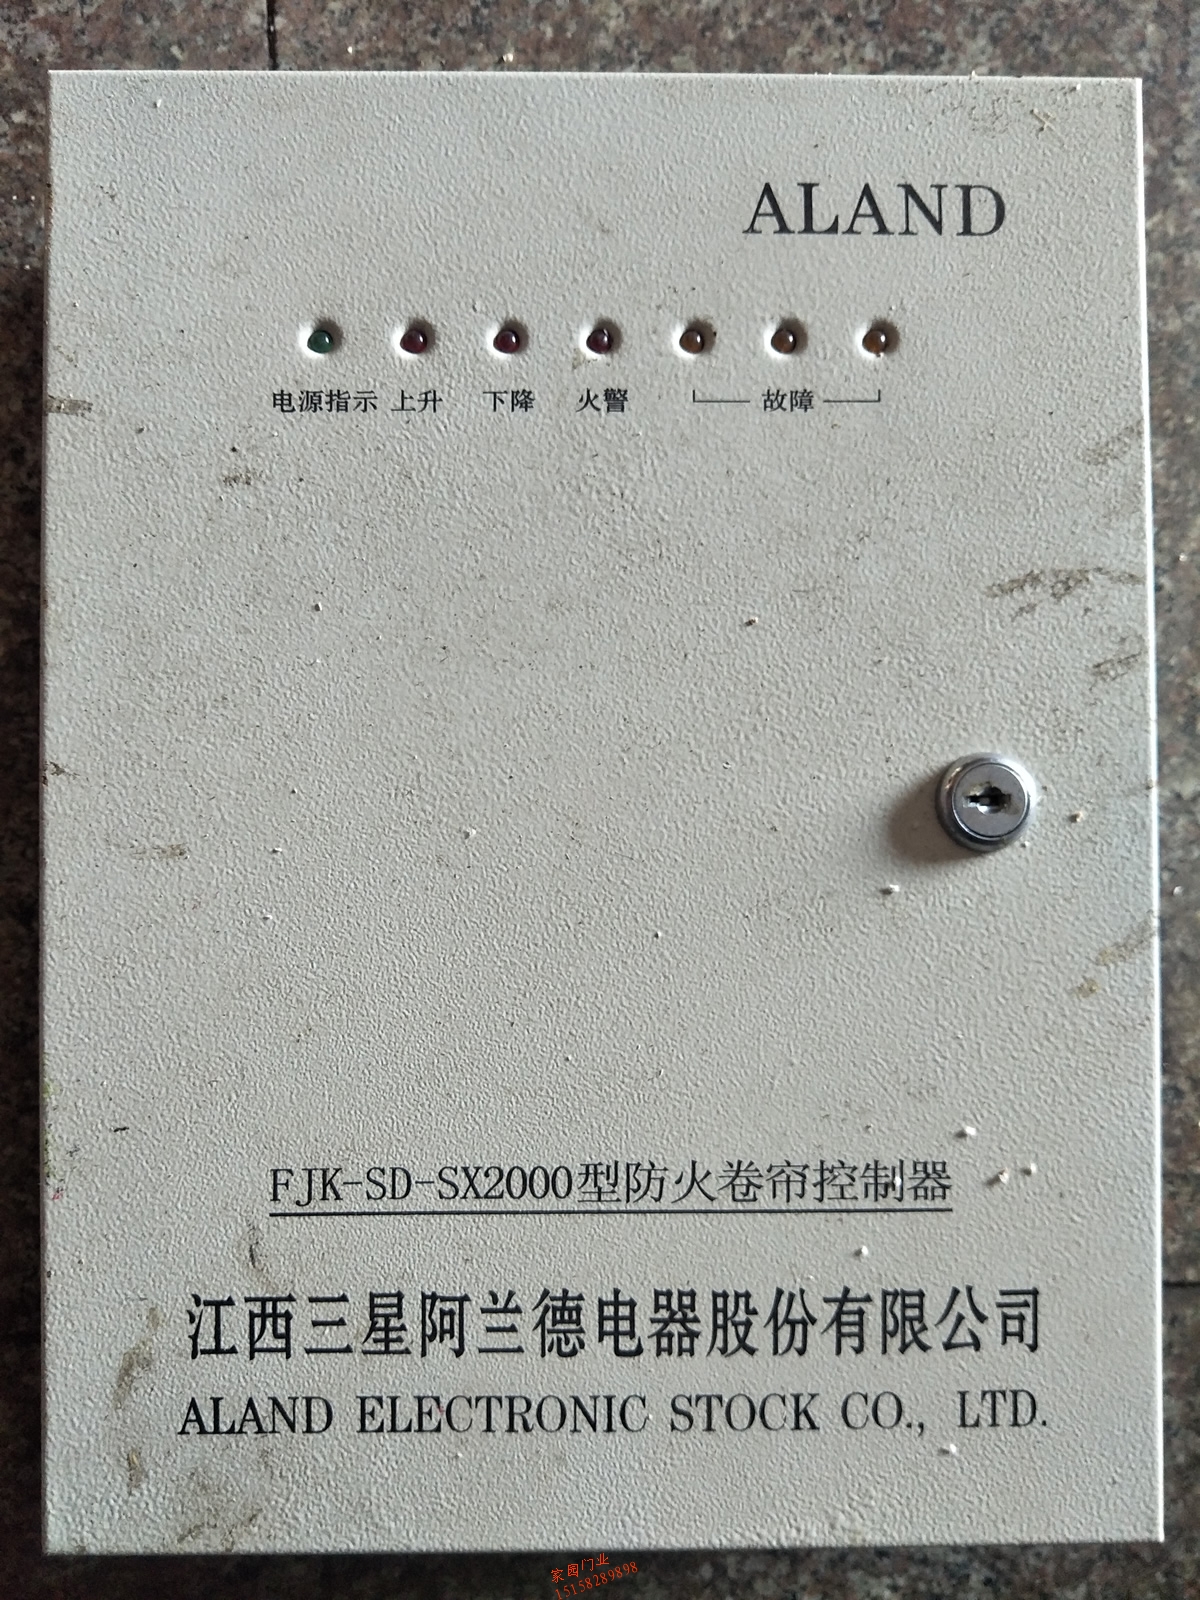 ALAND
电源指示 上升 下降 火警 故障
FJK-SD-SX2000型防火卷帘控制器
江西三星阿兰德电器股份有限公司
ALAND ELECTRONIC STOCK CO., LTD.
家园门业
15158289898